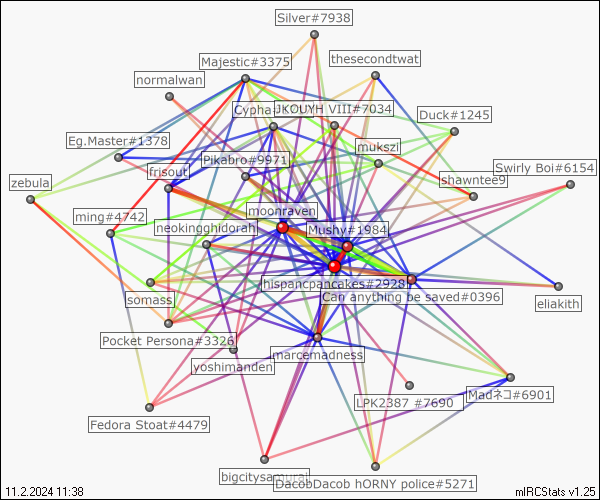 Silver#7938
thesecondtwat
Majestic#3375
normalwan
JKOUYH VIII#7034
Duck#1245
Eg.Master#1378
mukszi
Pikabro#9971
Swirly Boi#6154
frisout
shawntee9
zebula
moonraven
ming#4742
neokingghidorah
Mushy#1984
hispancpancakes#2928
Can anything be saved#0396
somass
eliakith
Pocket Persona#3326
marcemadness
yoshimanden
Madネコ#6901
LPK2387 #7690
Fedora Stoat#4479
bigcitysamurai
DacobDacob hORNY police#5271
11.2.2024 11:38
mIRCStats v1.25